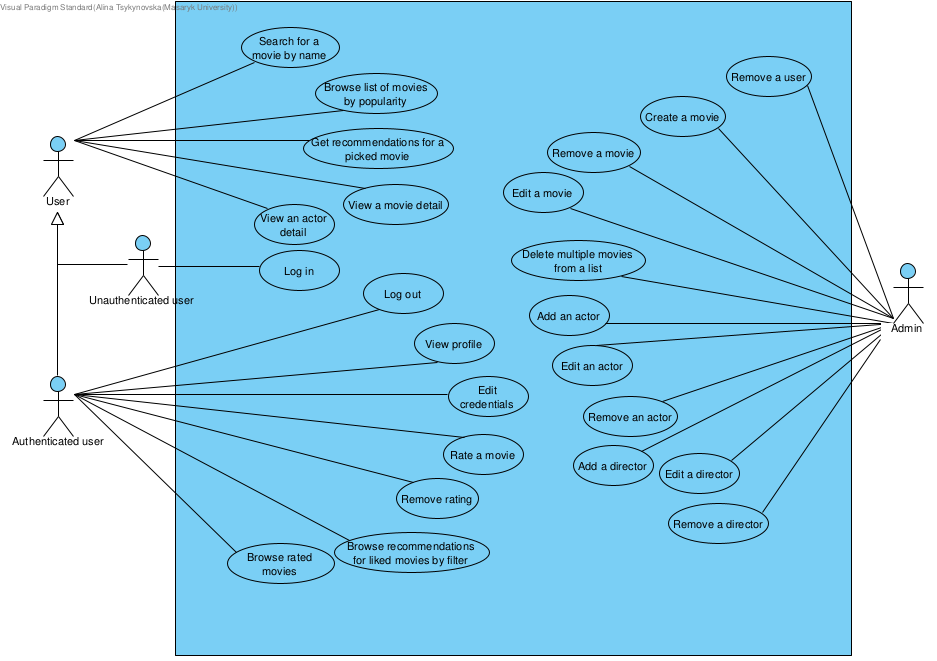 Visual Paradigm Standard(Alina Tsykynovska(Masaryk University))
Search for a
movie by name
Browse list of movies
by popularity
Get recommendations for a
picked movie
View a movie detail
View an actor
detail
User
Log in
Unauthenticated user
Log out
View profile
Edit
credentials
Rate a movie
Remove rating
Browse recommendations
for liked movies by filter
Browse rated
movies
Authenticated user
Remove a user
Create a movie
Remove a movie
Edit a movie
Delete multiple movies
from a list
Add an actor
Edit an actor
Remove an actor
Add a director
Edit a director
Remove a director
Admin